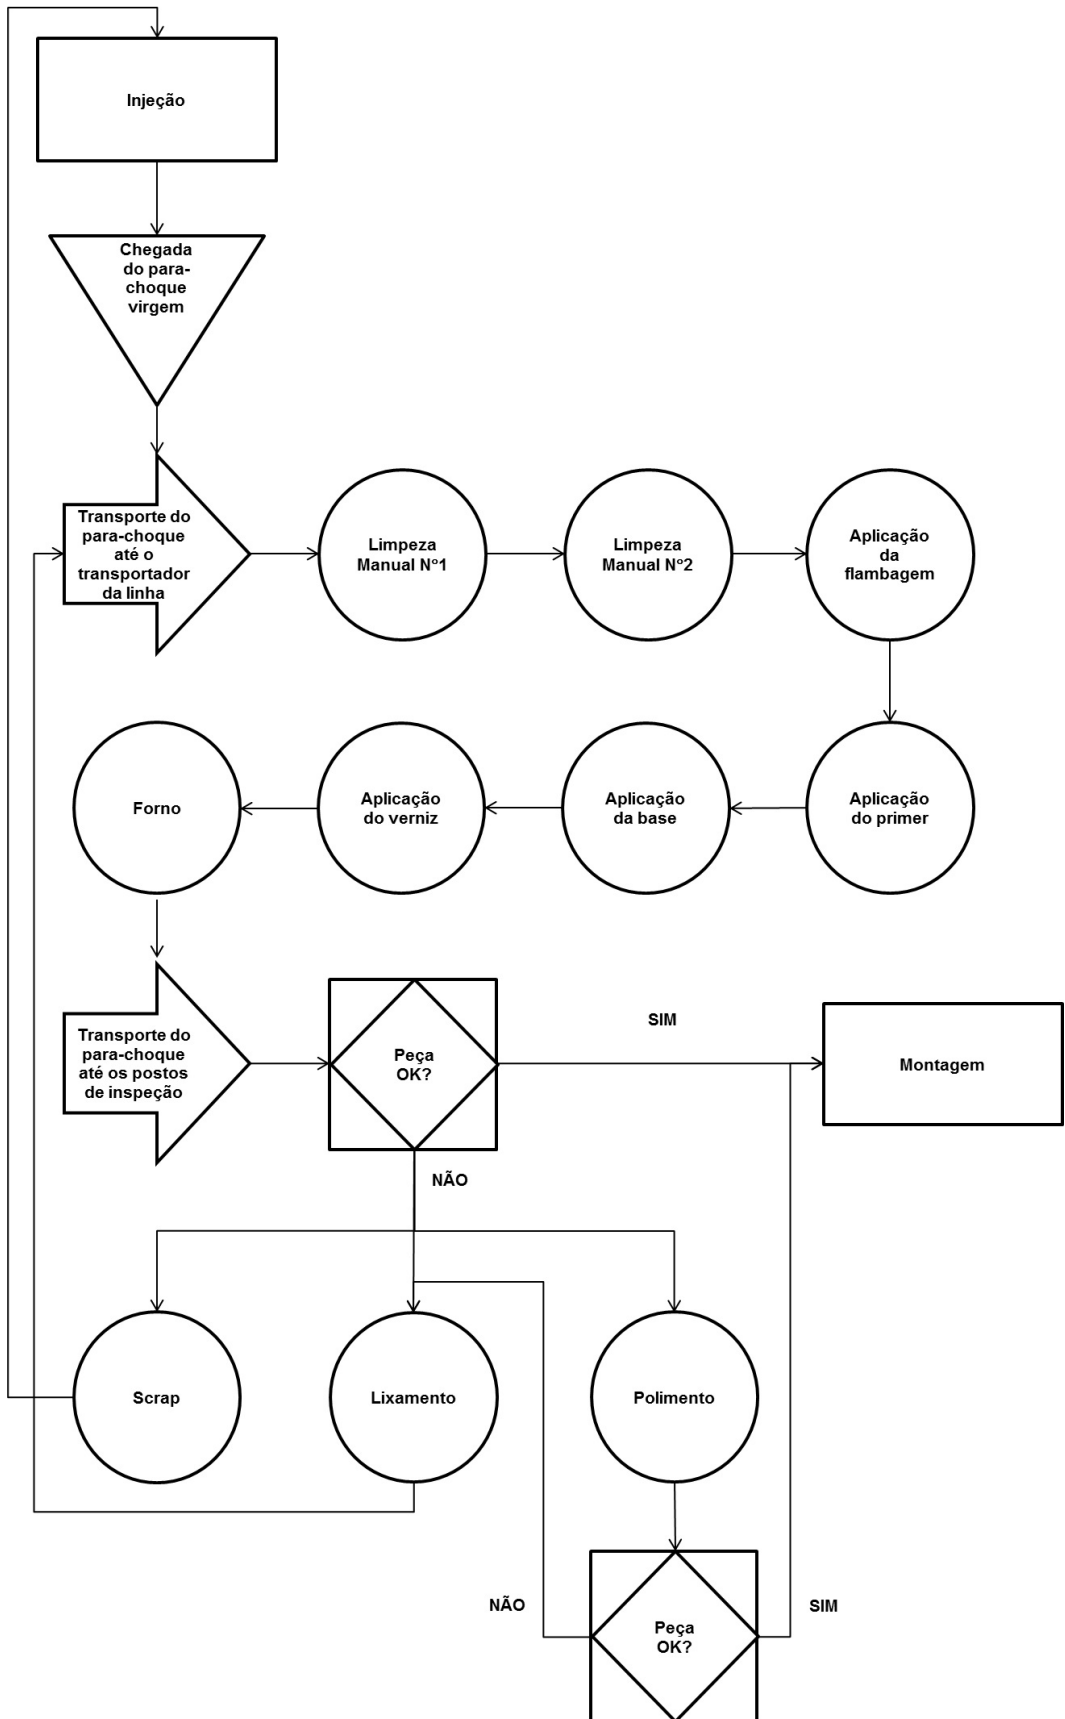 Injeção
Chegada
do para-
choque
virgem
Transporte do
para-choque
até o
transportador
da linha
Limpeza
Manual Nº1
Limpeza
Manual Nº2
Aplicação
da
flambagem
Forno
Aplicação
do verniz
Aplicação
da base
Aplicação
do primer
Transporte do
para-choque
até os postos
de inspeção
Peça
OK?
SIM
Montagem
NÃO
Scrap
Lixamento
Polimento
NÃO
Peça
OK?
SIM